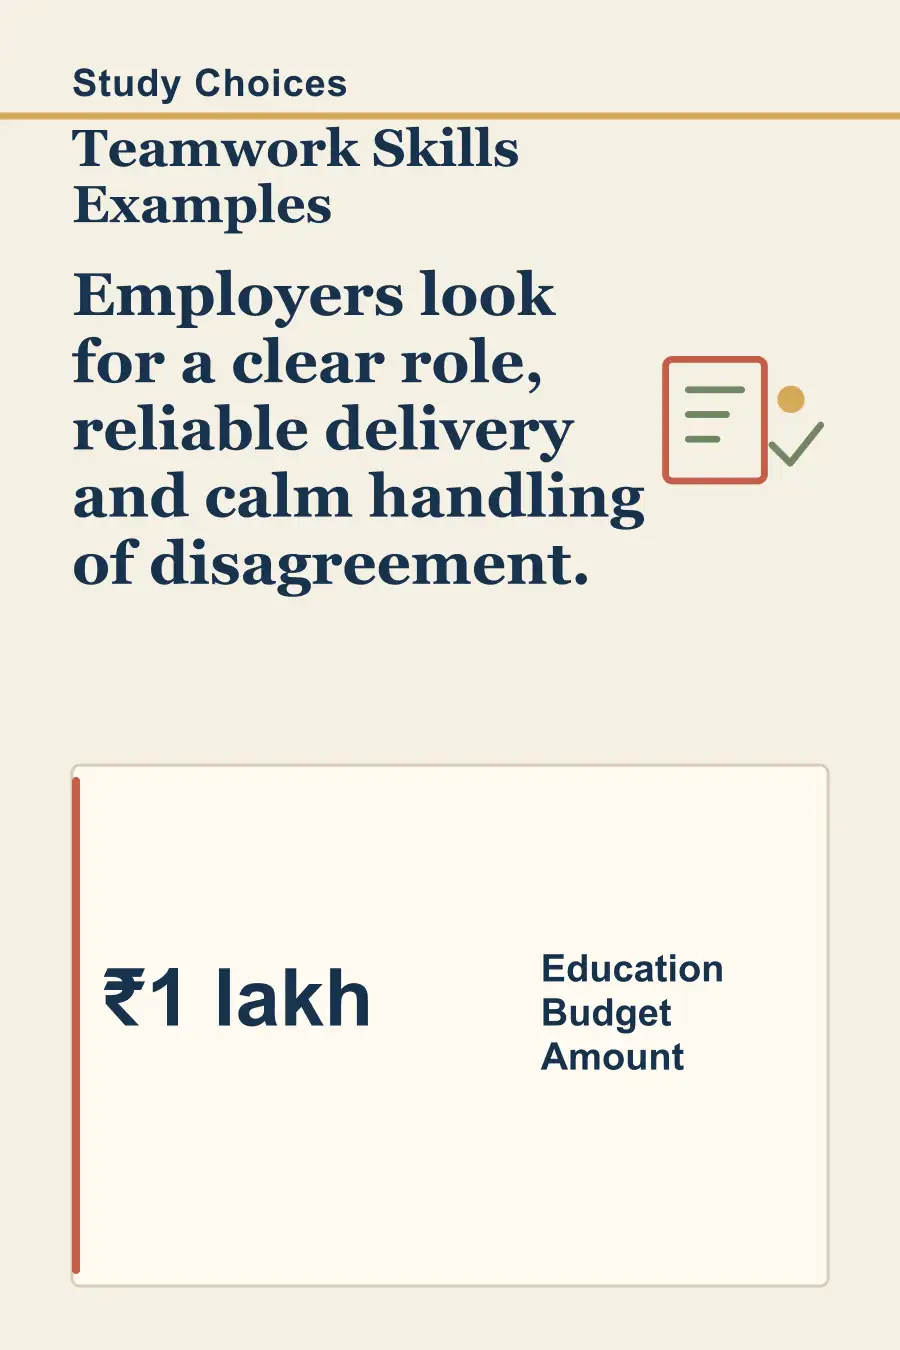 Study Choices
Teamwork Skills
Examples
Employers look
for a clear role,
reliable delivery
and calm handling
of disagreement.
₹1 lakh
Education
Budget
Amount